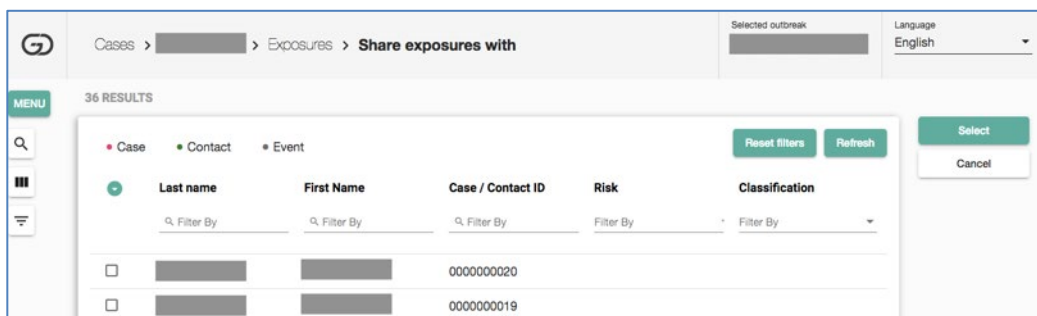 Selected outbreak
Language
Cases > > Exposures > Share exposures with
English
MENU
36 RESULTS
• Case • Contact • Event
Reset filters
Refresh
Select
Cancel
Last name First Name Case / Contact ID Risk Classification
Filter By Filter By Filter By Filter By Filter By
0000000020
0000000019